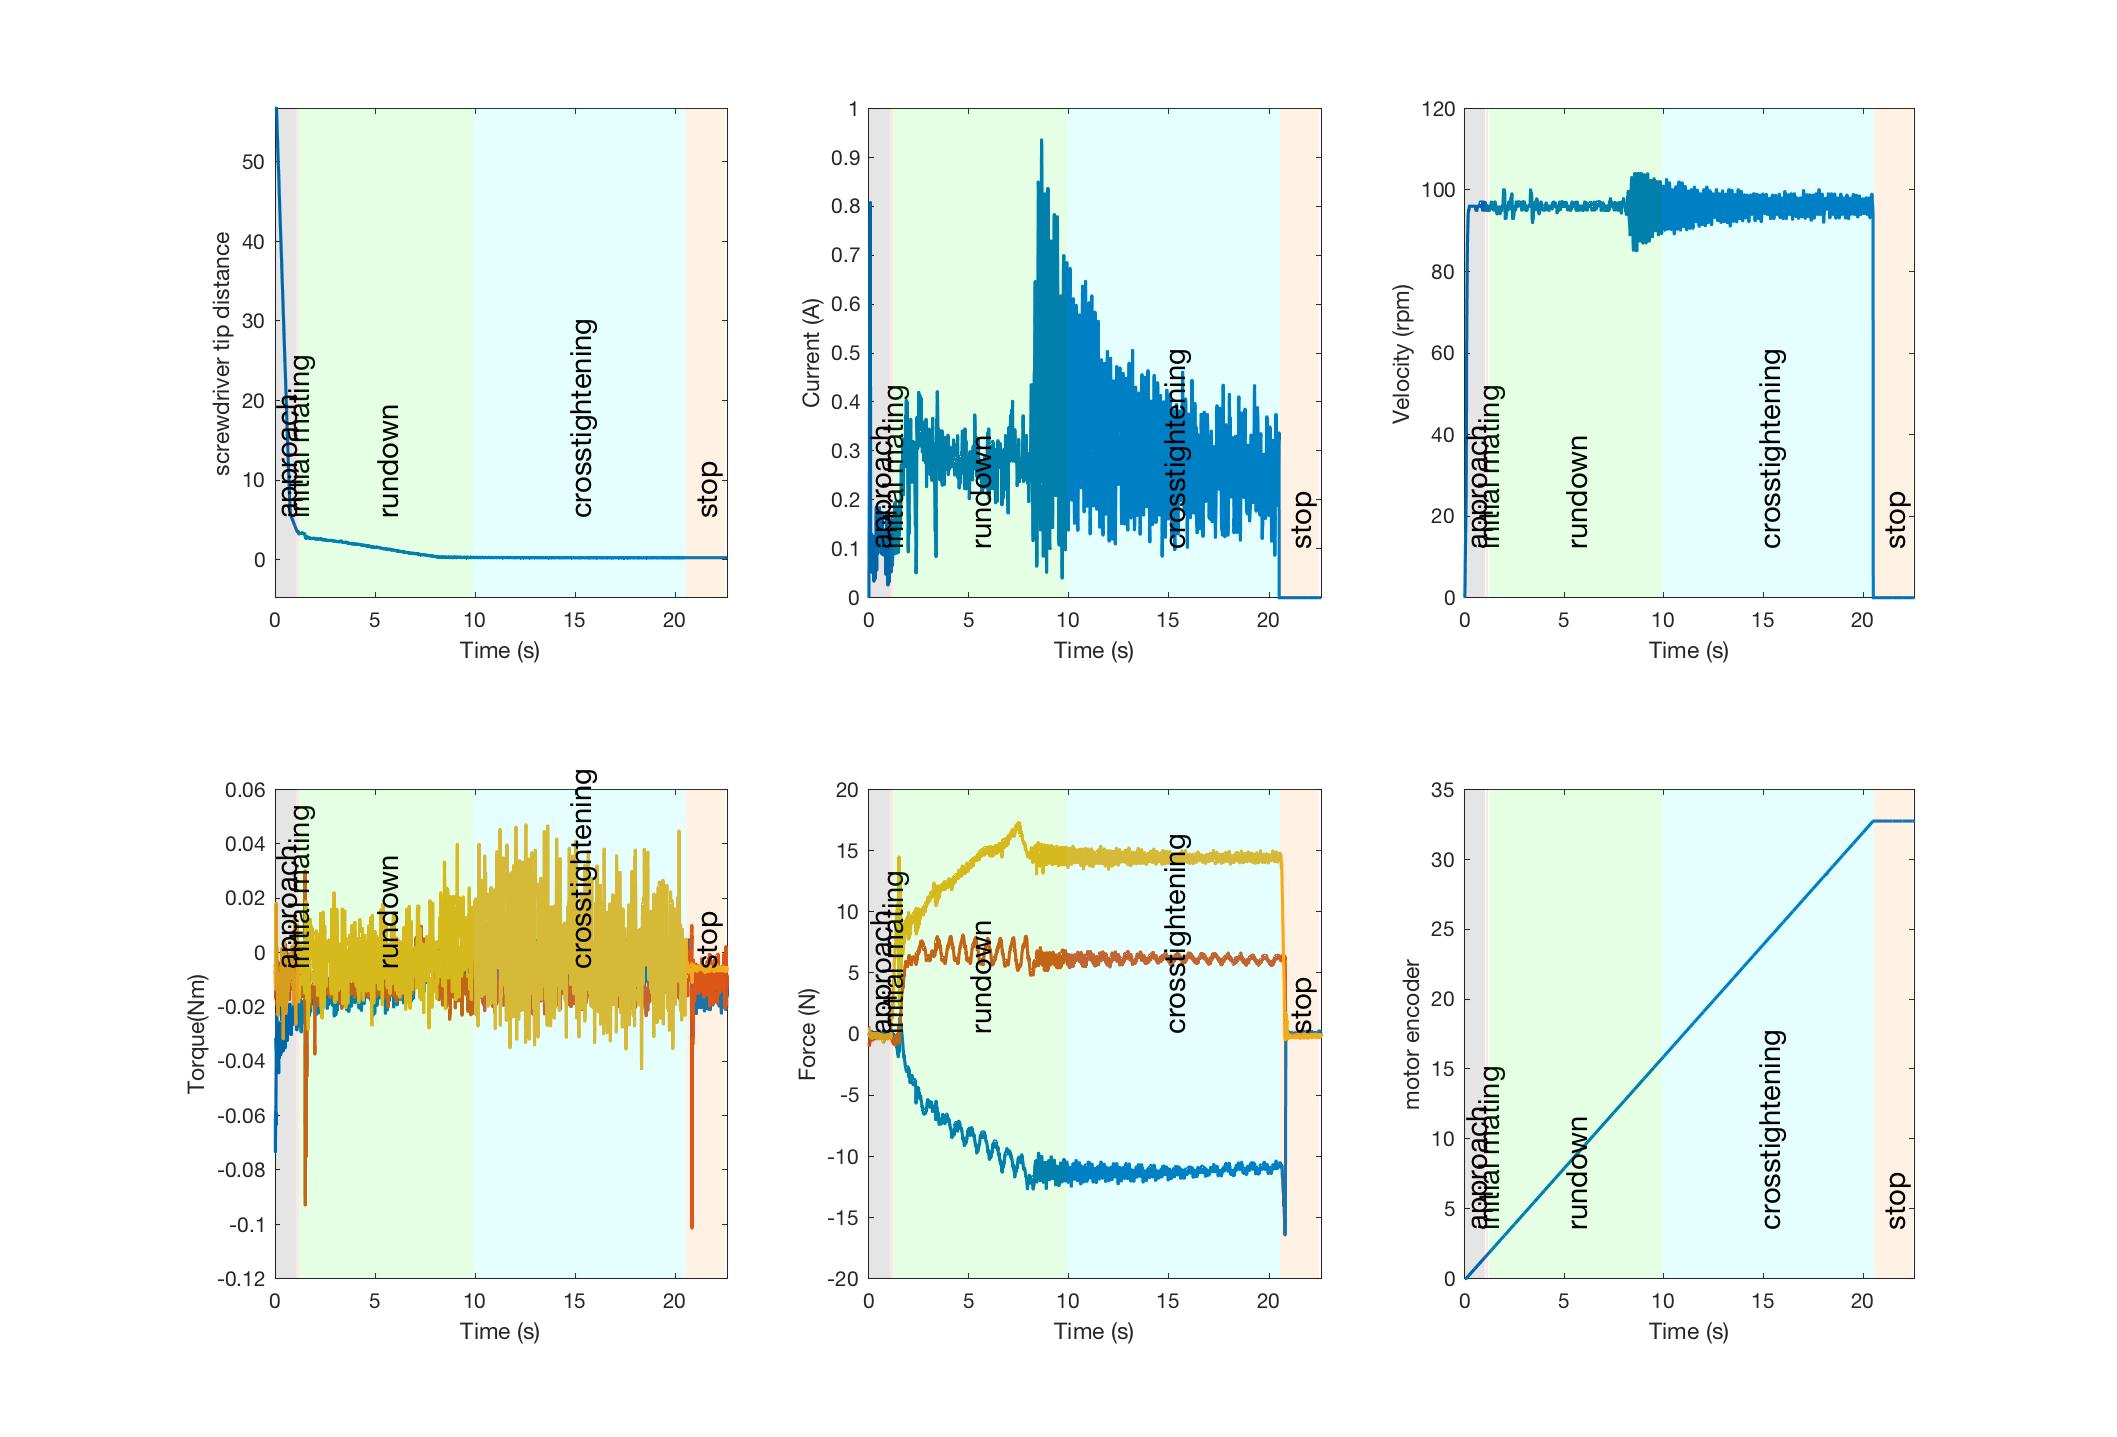 screwdriver tip distance
50
40
30
20
10
0
approach
initial mating
rundown
crosstightening
stop
0 5 10 15 20
Time (s)
Current (A)
1
0.9
0.8
0.7
0.6
0.5
0.4
0.3
0.2
0.1
0
approach
initial mating
rundown
crosstightening
stop
0 5 10 15 20
Time (s)
Velocity (rpm)
120
100
80
60
40
20
0
approach
initial mating
rundown
crosstightening
stop
0 5 10 15 20
Time (s)
Torque(Nm)
0.06
0.04
0.02
0
-0.02
-0.04
-0.06
-0.08
-0.1
-0.12
approach
initial mating
rundown
crosstightening
stop
0 5 10 15 20
Time (s)
Force (N)
20
15
10
5
0
-5
-10
-15
-20
approach
initial mating
rundown
crosstightening
stop
0 5 10 15 20
Time (s)
motor encoder
35
30
25
20
15
10
5
0
approach
initial mating
rundown
crosstightening
stop
0 5 10 15 20
Time (s)